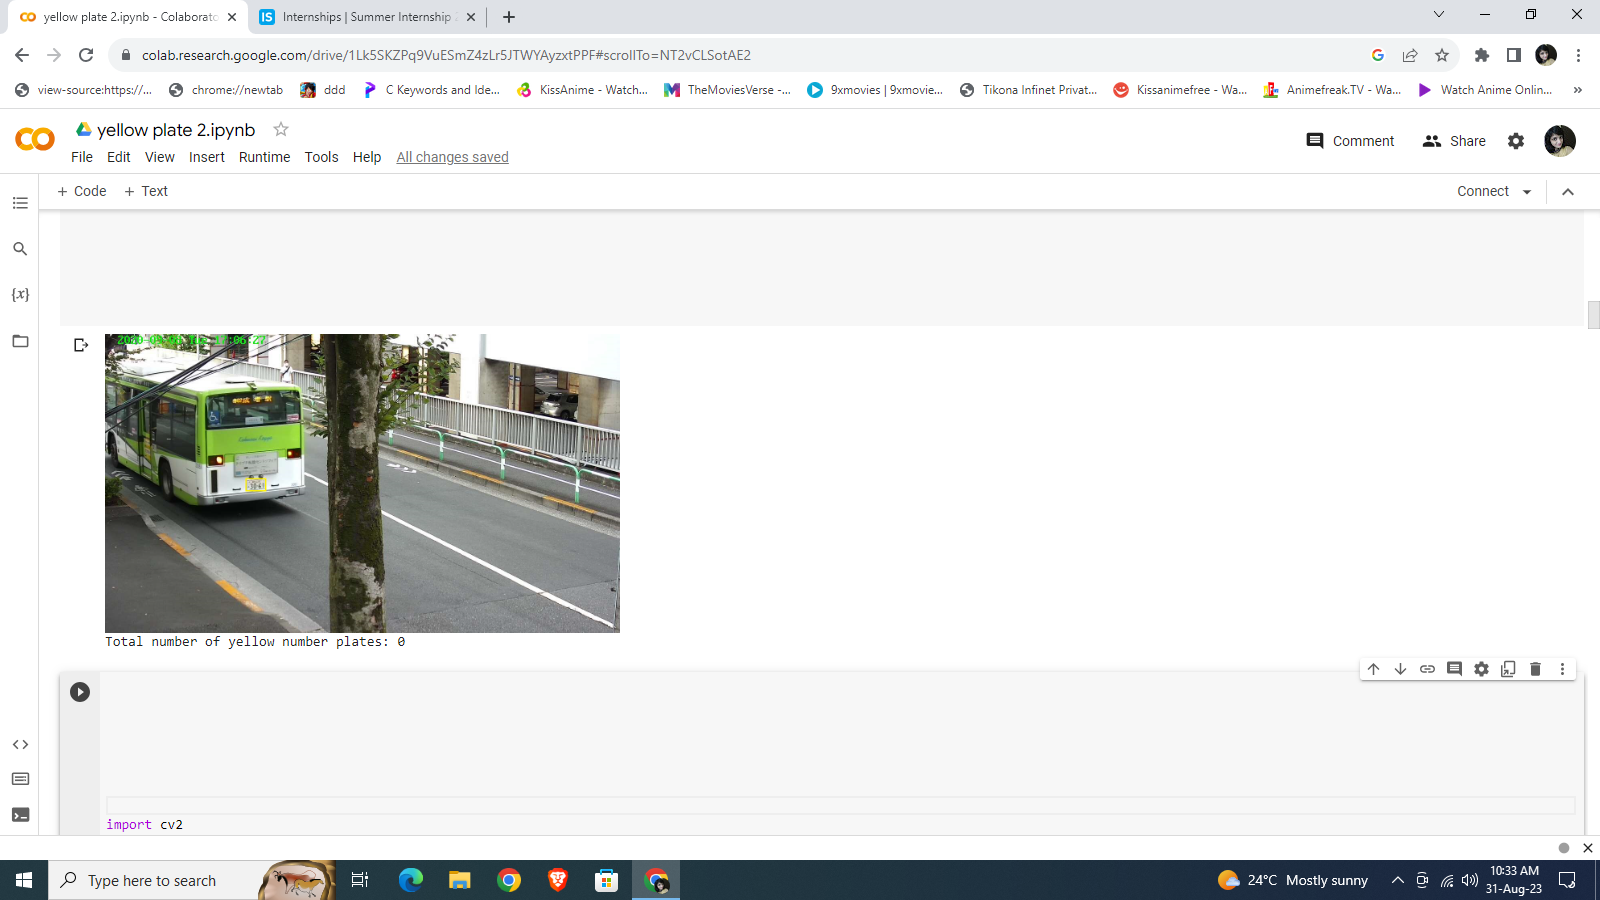 yellow plate 2.ipynb - Colaborato
Internships | Summer Internship
colab.research.google.com/drive/1Lk5SKZPq9VuESmZ4zLr5JTWYAyzxtPPF#scrollTo=NT2vCLSotAE2
view-source:https://...
chrome://newtab
ddd
C Keywords and Ide...
KissAnime - Watch...
TheMoviesVerse -...
9xmovies | 9xmovie...
Tikona Infinet Privat...
Kissanimefree - Wa...
Animefreak.TV - Wa...
Watch Anime Onlin...
»
yellow plate 2.ipynb
Comment
Share
File Edit View Insert Runtime Tools Help All changes saved
+ Code + Text
Connect
{x}
Total number of yellow number plates: 0
import cv2
Type here to search
24°C Mostly sunny
10:33 AM
31-Aug-23